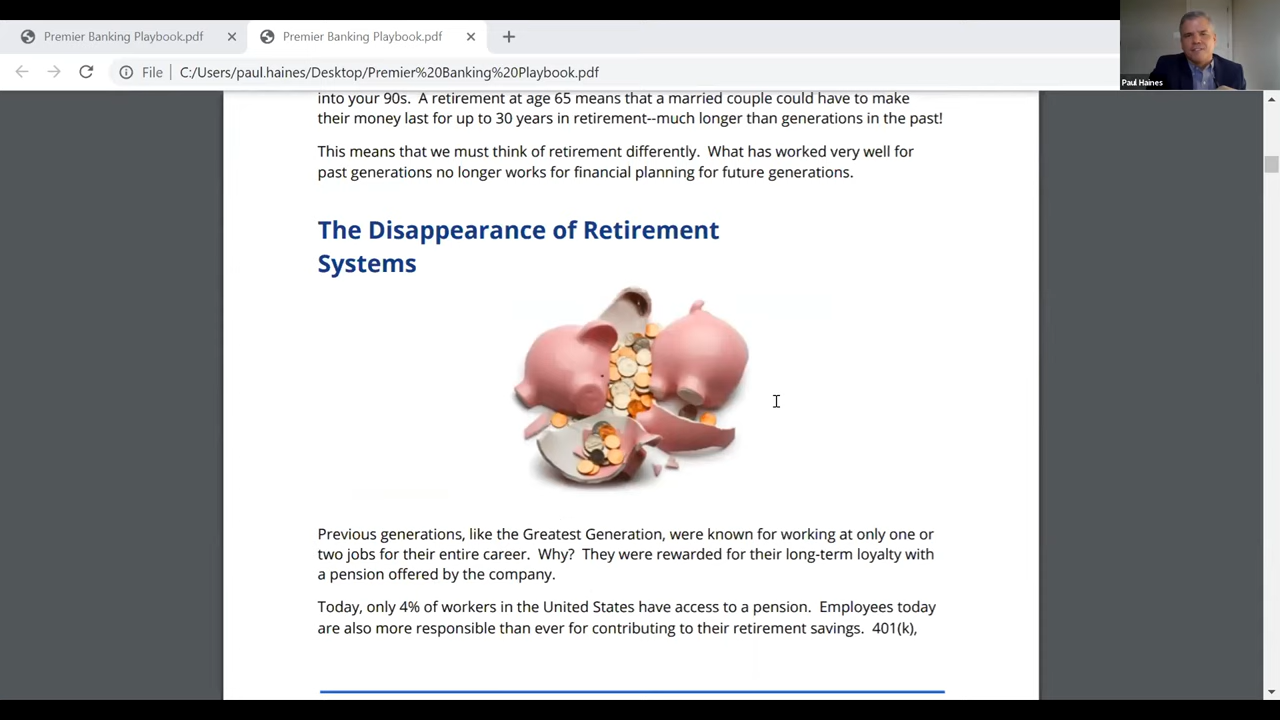 Premier Banking Playbook.pdf
Premier Banking Playbook.pdf
File
C:/Users/paul.haines/Desktop/Premier%20Banking%20Playbook.pdf
Paul Haines
into your 90s.  A retirement at age 65 means that a married couple could have to make
their money last for up to 30 years in retirement--much longer than generations in the past!
This means that we must think of retirement differently.  What has worked very well for
past generations no longer works for financial planning for future generations.
The Disappearance of Retirement
Systems
Previous generations, like the Greatest Generation, were known for working at only one or
two jobs for their entire career.  Why?  They were rewarded for their long-term loyalty with
a pension offered by the company.
Today, only 4% of workers in the United States have access to a pension.  Employees today
are also more responsible than ever for contributing to their retirement savings.  401(k),